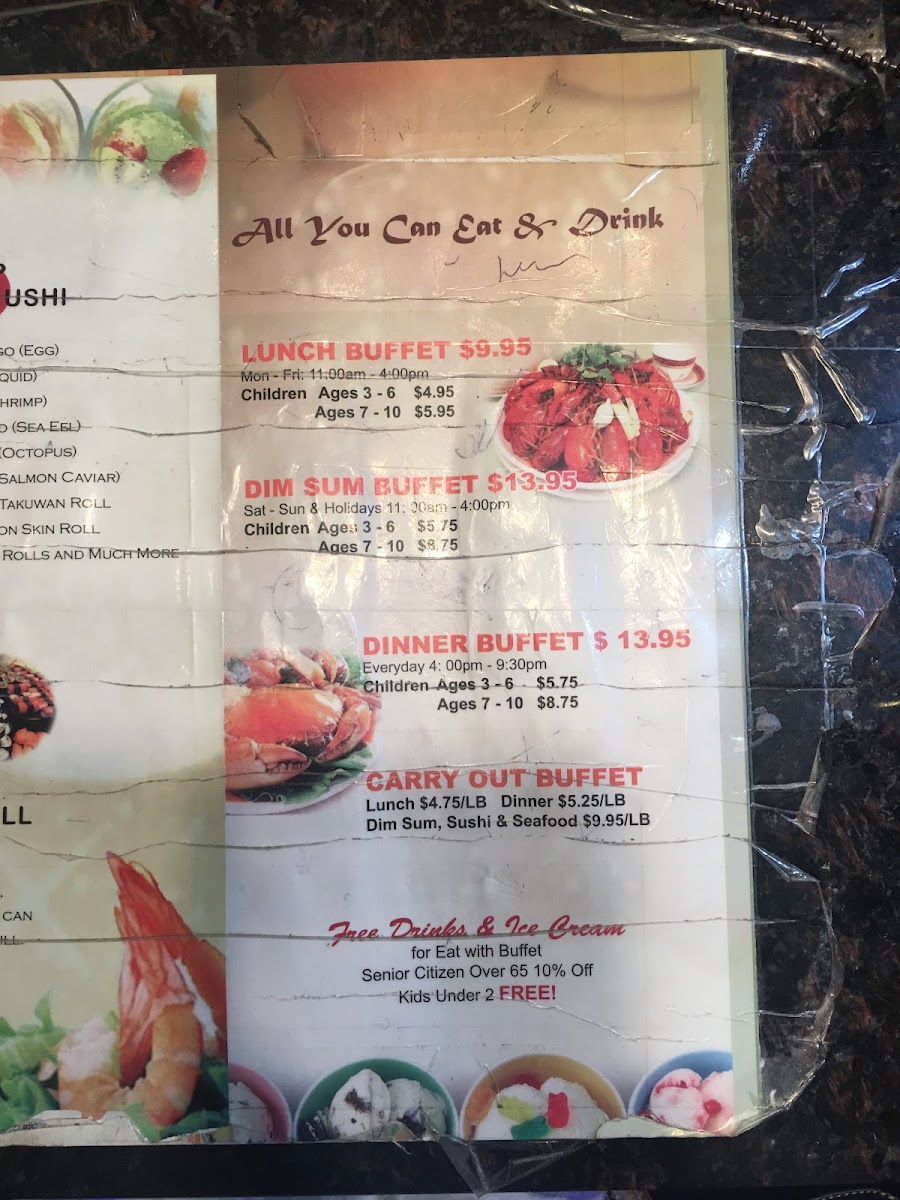 USHI
(EGG)
(SEA EEL)
(OCTOPUS)
SALMON CAVIAR)
TAKUWAN ROLL
SKIN ROLL
ROLLS AND MUCH MORE
LL
CAN
All You Can Eat & Drink
LUNCH BUFFET $9.95
Mon - Fri: 11:00am - 4:00pm
Children Ages 3 - 6 $4.95
Ages 7 - 10 $5.95
DIM SUM BUFFET $13.95
Sat - Sun & Holidays 11: 30am - 4:00pm
Children Ages 3 - 6 $5.75
Ages 7 - 10 $8.75
DINNER BUFFET $ 13.95
Everyday 4: 00pm - 9:30pm
Children Ages 3 - 6 $5.75
Ages 7 - 10 $8.75
CARRY OUT BUFFET
Lunch $4.75/LB Dinner $5.25/LB
Dim Sum, Sushi & Seafood $9.95/LB
Free Drinks & Ice Cream
for Eat with Buffet
Senior Citizen Over 65 10% Off
Kids Under 2 FREE!